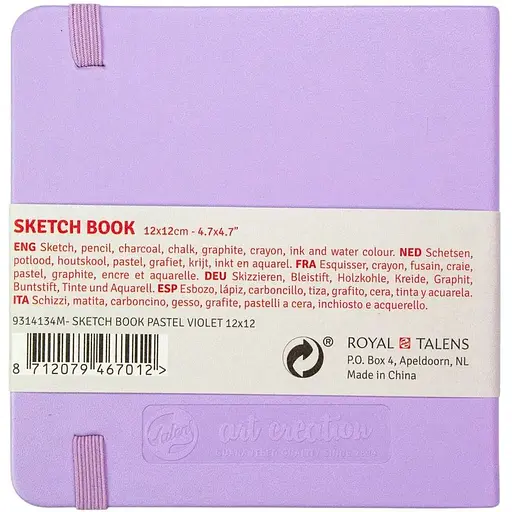 SKETCH BOOK 12x12cm - 4.7x4.7"
ENG Sketch, pencil, charcoal, chalk, graphite, crayon, ink and water colour. NED Schetsen,
potlood, houtskool, pastel, grafiet, krijt, inkt en aquarel. FRA Esquisser, crayon, fusain, craie,
pastel, graphite, encre et aquarelle. DEU Skizzieren, Bleistift, Holzkohle, Kreide, Graphit,
Buntstift, Tinte und Aquarell. ESP Esbozo, lápiz, carboncillo, tiza, grafito, cera, tinta y acuarela.
ITA Schizzi, matita, carboncino, gesso, grafite, pastelli a cera, inchiosto e acquerello.
9314134M- SKETCH BOOK PASTEL VIOLET 12x12
8 712079 467012 >
®
ROYAL TALENS
P.O. Box 4, Apeldoorn, NL
Made in China
Talens art creation